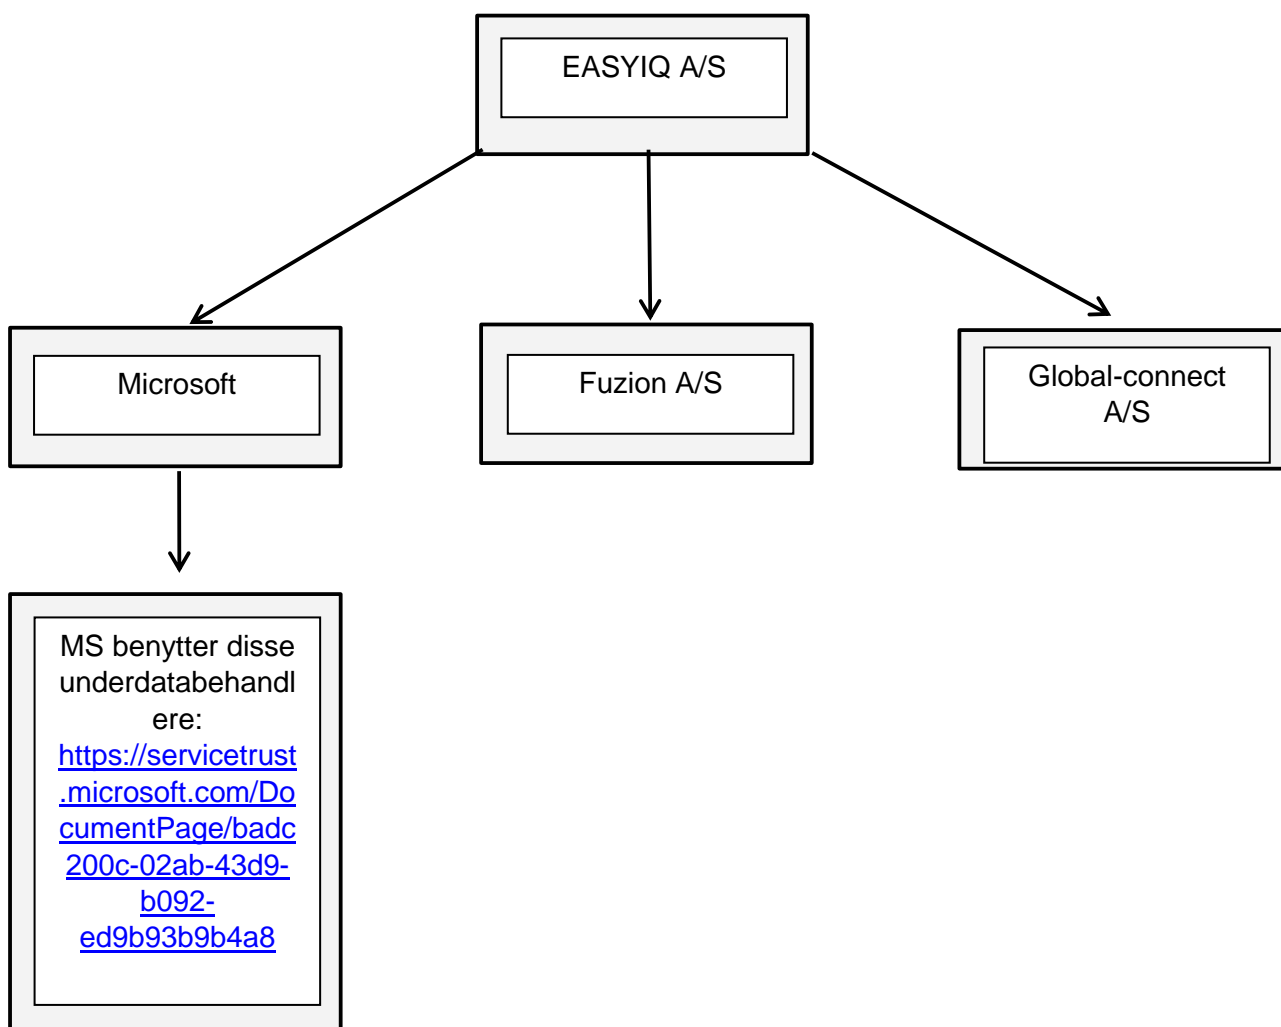 EASYIQ A/S
Microsoft
Fuzion A/S
Global-connect
A/S
MS benytter disse
underdatabehandl
ere:
https://servicetrust
.microsoft.com/Do
cumentPage/badc
200c-02ab-43d9-
b092-
ed9b93b9b4a8